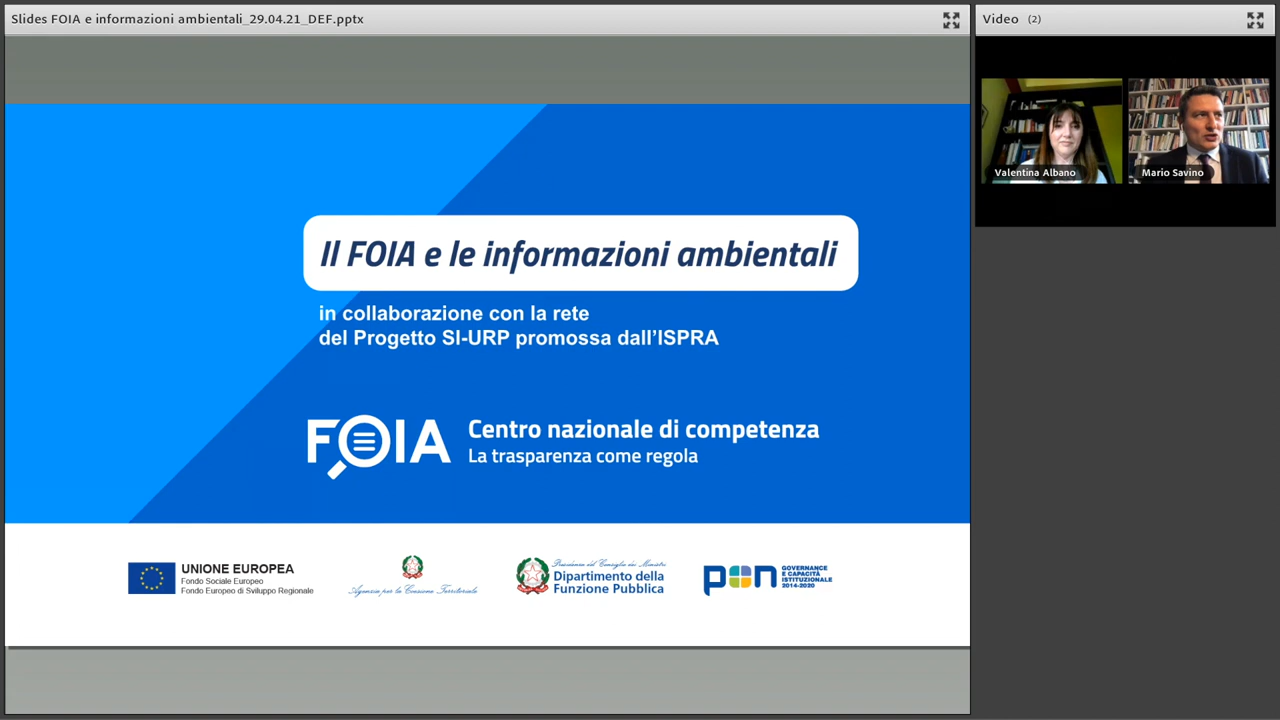 Slides FOIA e informazioni ambientali_29.04.21_DEF.pptx
Video (2)
Valentina Albano
Mario Savino
Il FOIA e le informazioni ambientali
in collaborazione con la rete
del Progetto SI-URP promossa dall'ISPRA
FOIA
Centro nazionale di competenza
La trasparenza come regola
UNIONE EUROPEA
Fondo Sociale Europeo
Fondo Europeo di Sviluppo Regionale
Agenzia per la Coesione Territoriale
Presidenza del Consiglio dei Ministri
Dipartimento della
Funzione Pubblica
pon
GOVERNANCE
E CAPACITÀ
ISTITUZIONALE
2014-2020